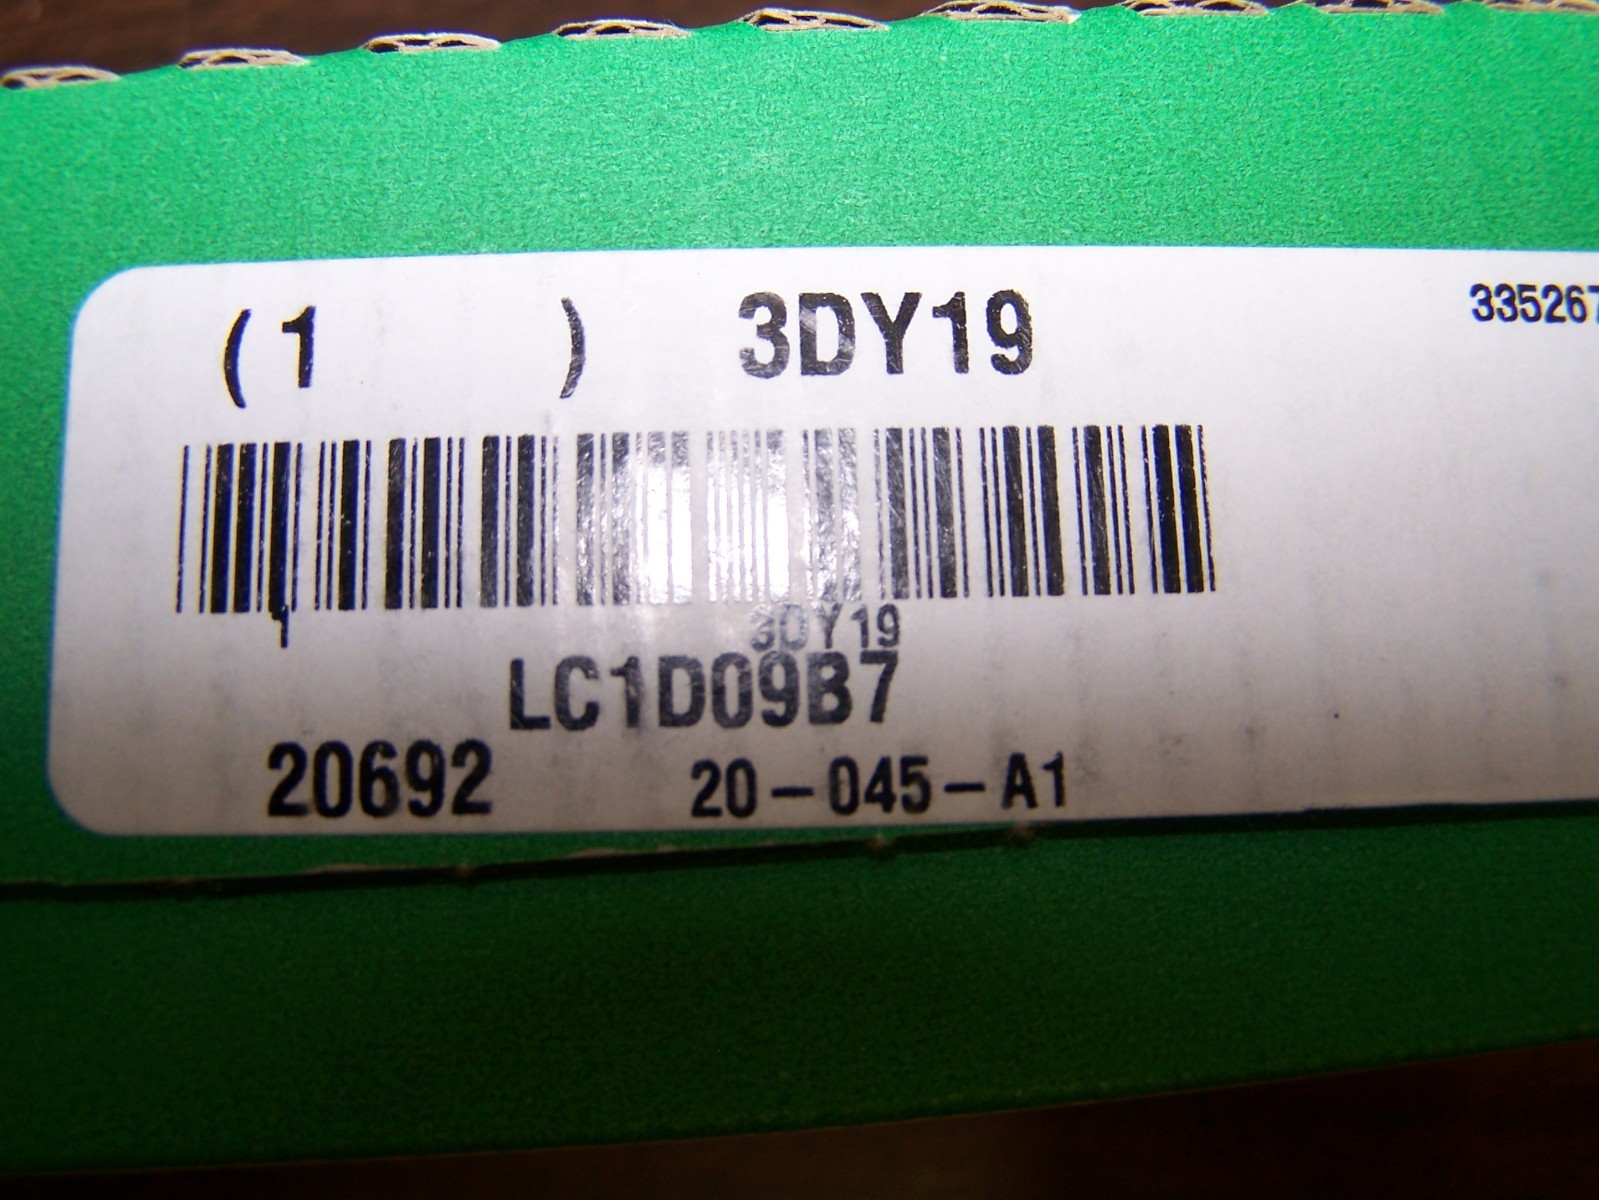 (1 ) 3DY19
335267
3DY19
LC1D09B7
20692 20-045-A1